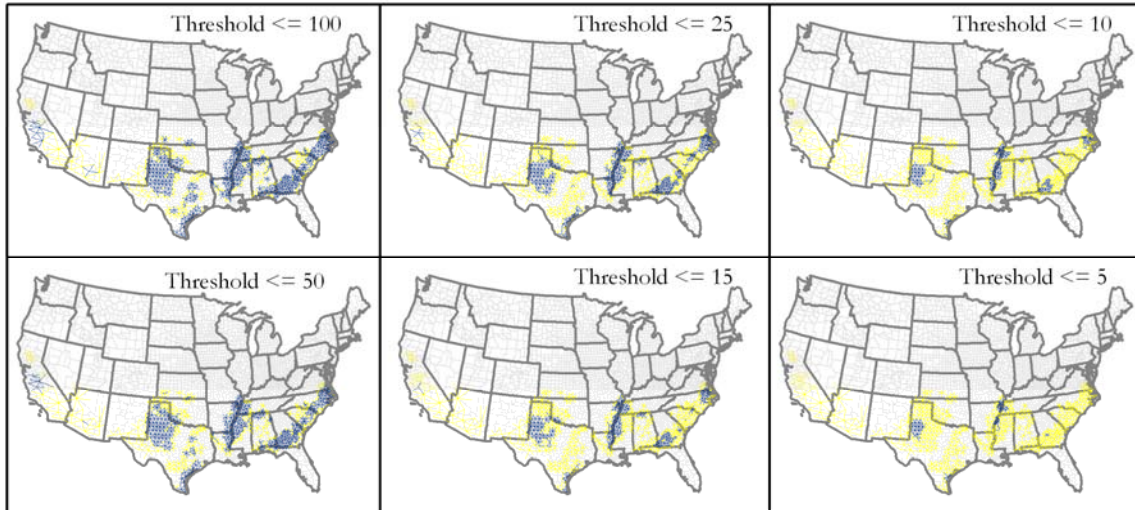 Threshold <= 100
Threshold <= 25
Threshold <= 10
Threshold <= 50
Threshold <= 15
Threshold <= 5